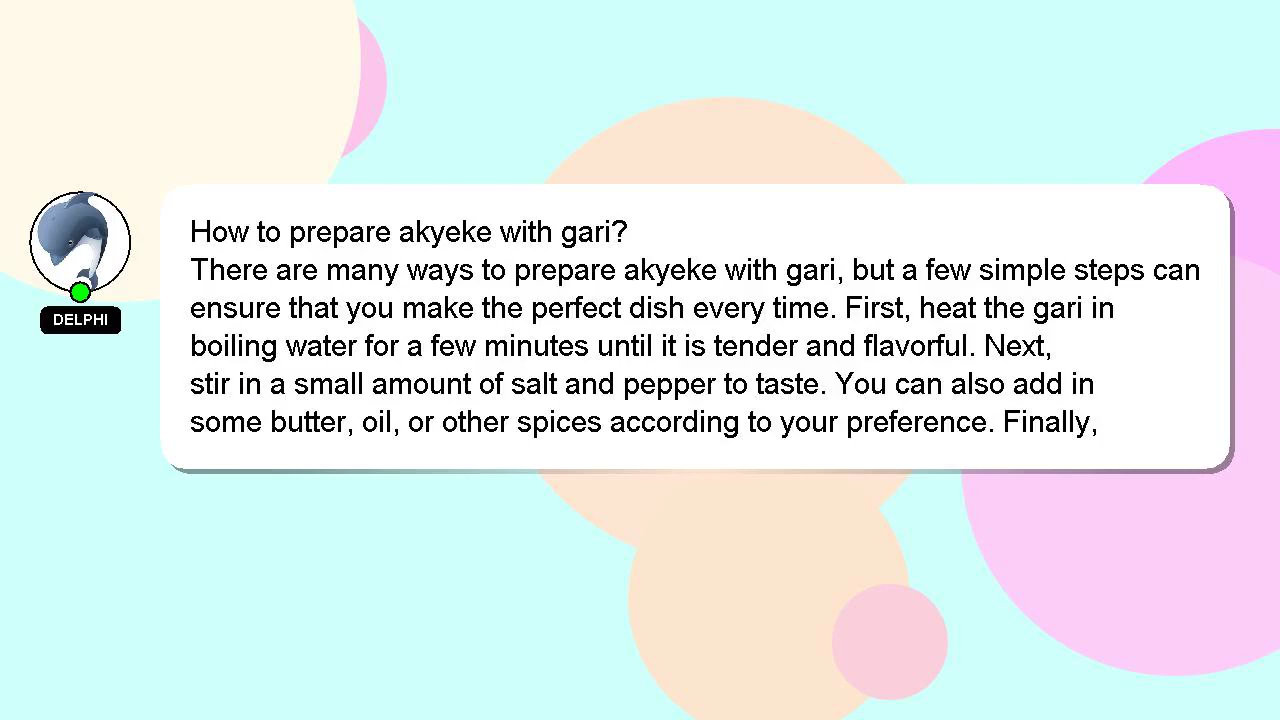 How to prepare akyeke with gari?
There are many ways to prepare akyeke with gari, but a few simple steps can
ensure that you make the perfect dish every time. First, heat the gari in
boiling water for a few minutes until it is tender and flavorful. Next,
stir in a small amount of salt and pepper to taste. You can also add in
some butter, oil, or other spices according to your preference. Finally,
DELPHI